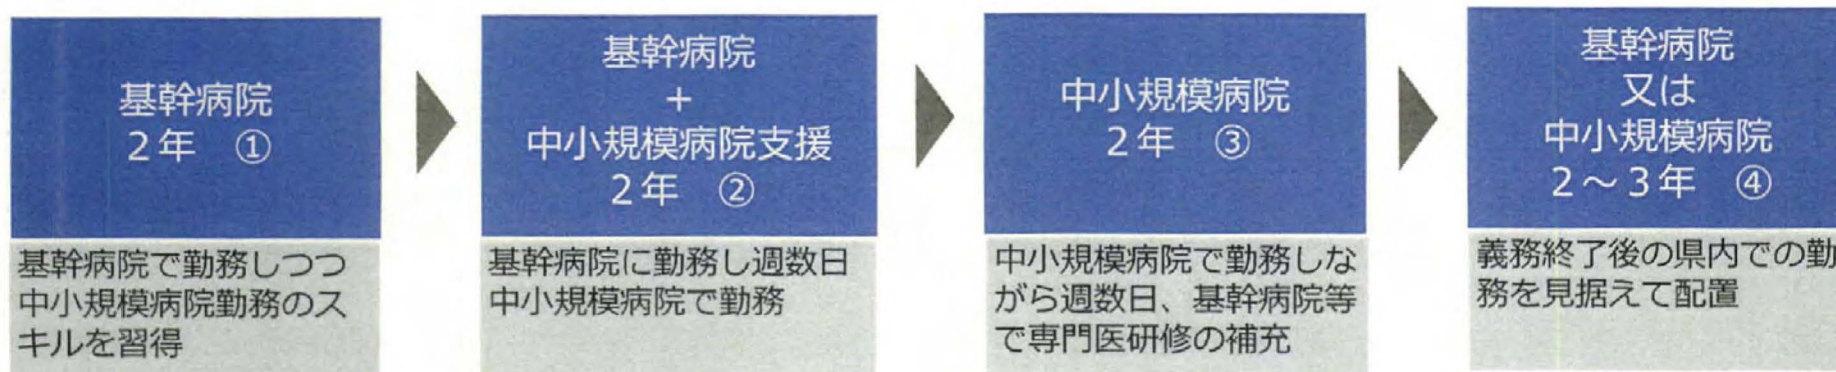 基幹病院
2年 ①
基幹病院で勤務しつつ
中小規模病院勤務のス
キルを習得
基幹病院
+
中小規模病院支援
2年 ②
基幹病院に勤務し週数日
中小規模病院で勤務
中小規模病院
2年 ③
中小規模病院で勤務しな
がら週数日、基幹病院等
で専門医研修の補充
基幹病院
又は
中小規模病院
2～3年 ④
義務終了後の県内での勤
務を見据えて配置